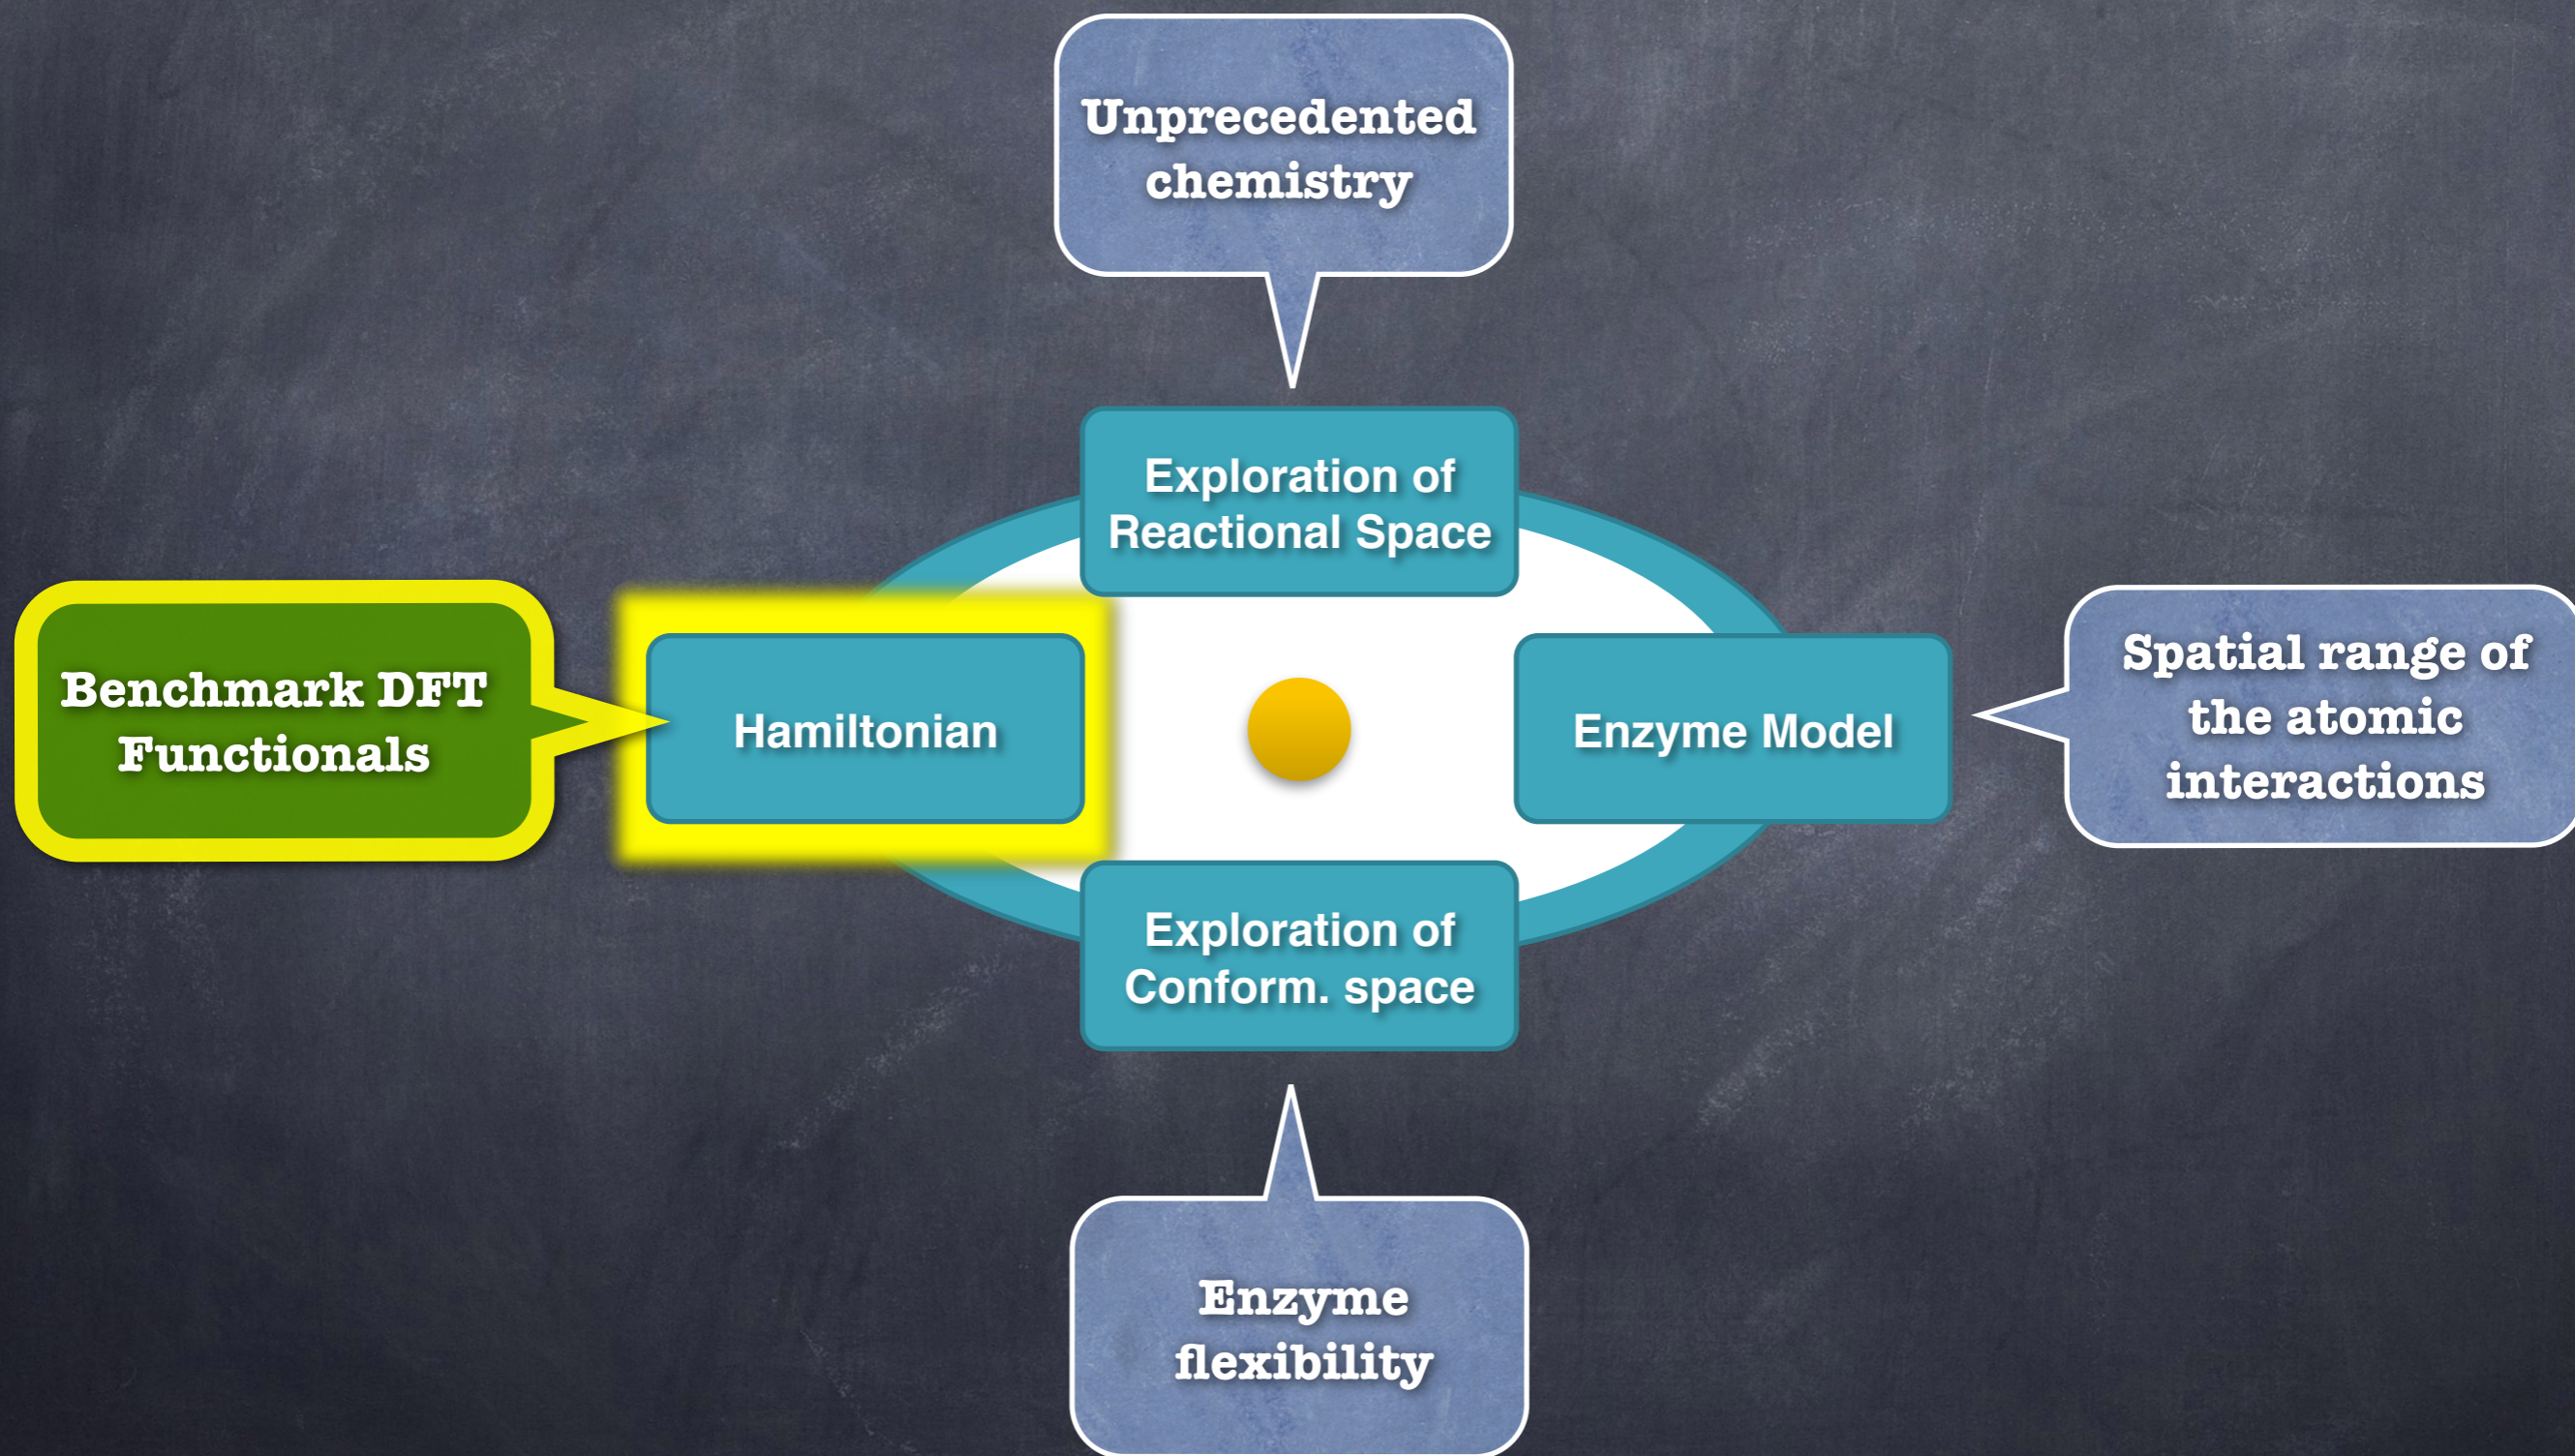 Unprecedented
chemistry
Exploration of
Reactional Space
Benchmark DFT
Functionals
Hamiltonian
Enzyme Model
Spatial range of
the atomic
interactions
Exploration of
Conform. space
Enzyme
flexibility